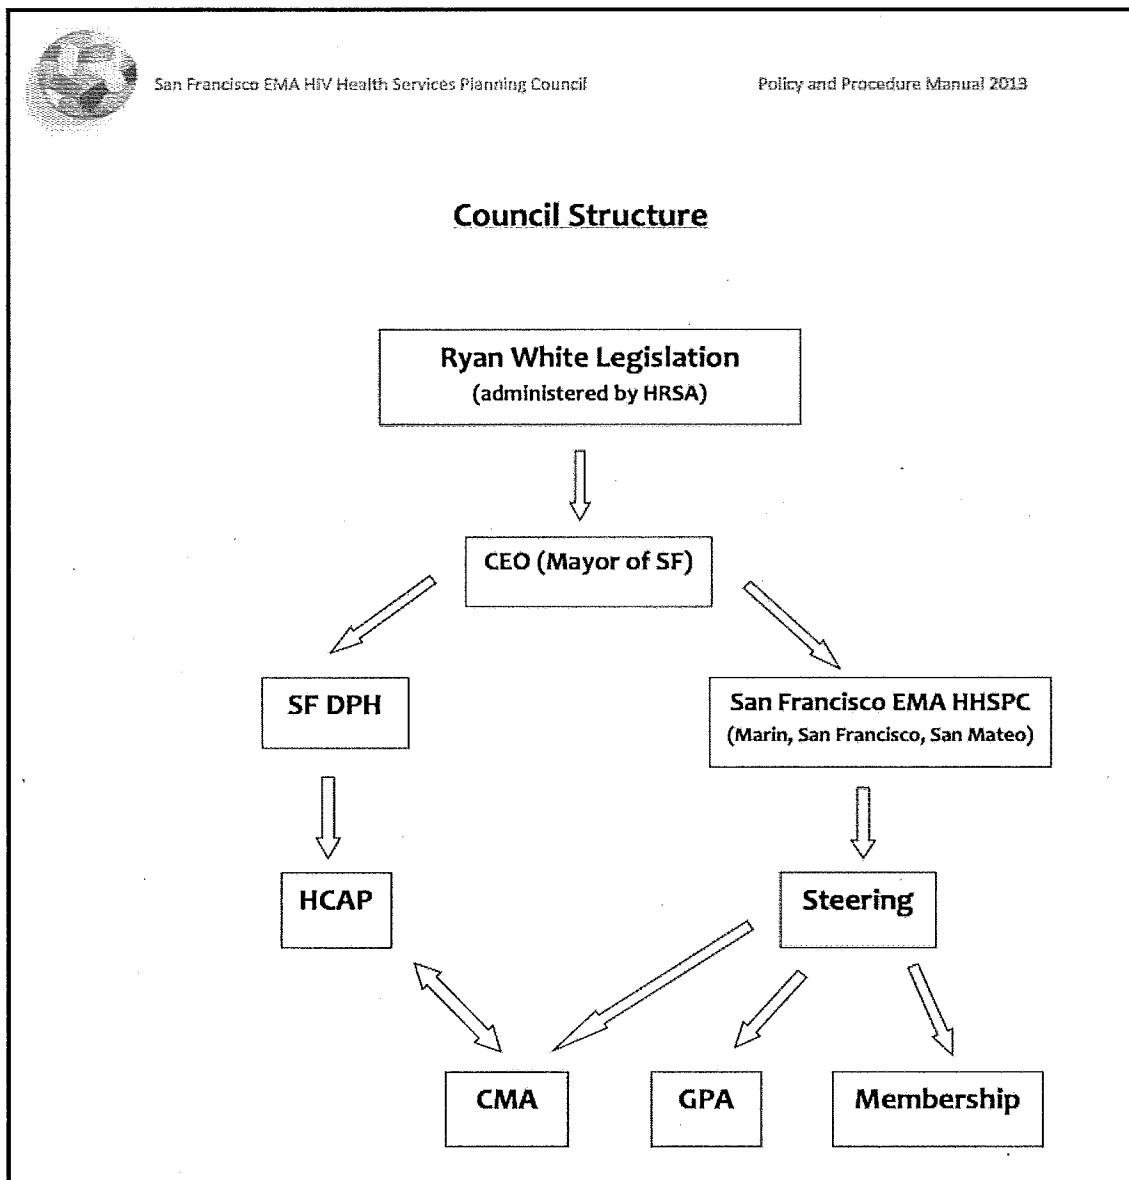 San Francisco EMA HIV Health Services Planning Council Policy and Procedure Manual 2013
Council Structure
Ryan White Legislation
(administered by HRSA)
CEO (Mayor of SF)
SF DPH
San Francisco EMA HHSPC
(Marin, San Francisco, San Mateo)
HCAP
Steering
CMA
GPA
Membership